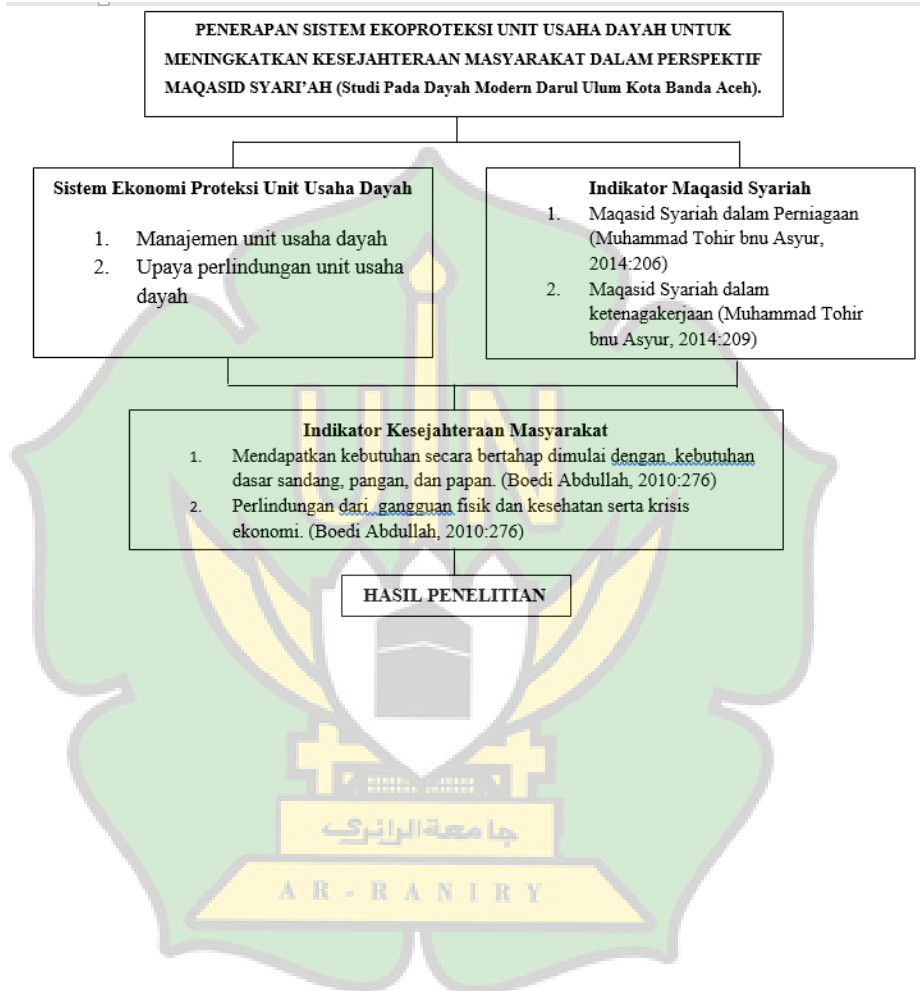 PENERAPAN SISTEM EKOPROTEKSI UNIT USAHA DAYAH UNTUK
MENINGKATKAN KESEJAHTERAAN MASYARAKAT DALAM PERSPEKTIF
MAQASID SYARI’AH (Studi Pada Dayah Modern Darul Ulum Kota Banda Aceh).
Sistem Ekonomi Proteksi Unit Usaha Dayah
1. Manajemen unit usaha dayah
2. Upaya perlindungan unit usaha
dayah
Indikator Maqasid Syariah
1. Maqasid Syariah dalam Perniagaan
(Muhammad Tohir bnu Asyur,
2014:206)
2. Maqasid Syariah dalam
ketenagakerjaan (Muhammad Tohir
bnu Asyur, 2014:209)
Indikator Kesejahteraan Masyarakat
1. Mendapatkan kebutuhan secara bertahap dimulai dengan kebutuhan
dasar sandang, pangan, dan papan. (Boedi Abdullah, 2010:276)
2. Perlindungan dari gangguan fisik dan kesehatan serta krisis
ekonomi. (Boedi Abdullah, 2010:276)
HASIL PENELITIAN
UIN
جامعة الرانري
AR-RANIRY